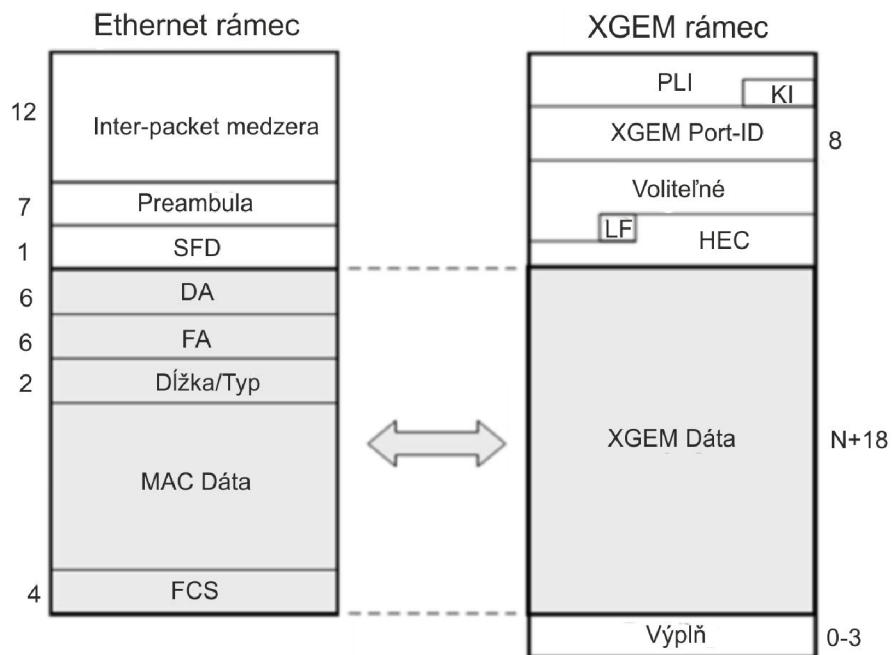 Ethernet rámec
12
Inter-packet medzera
7
Preambula
1
SFD
6
DA
6
FA
2
Dĺžka/Typ
MAC Dáta
4
FCS
XGEM rámec
PLI
KI
XGEM Port-ID
8
Voliteľné
LF
HEC
XGEM Dáta
N+18
Výplň
0-3